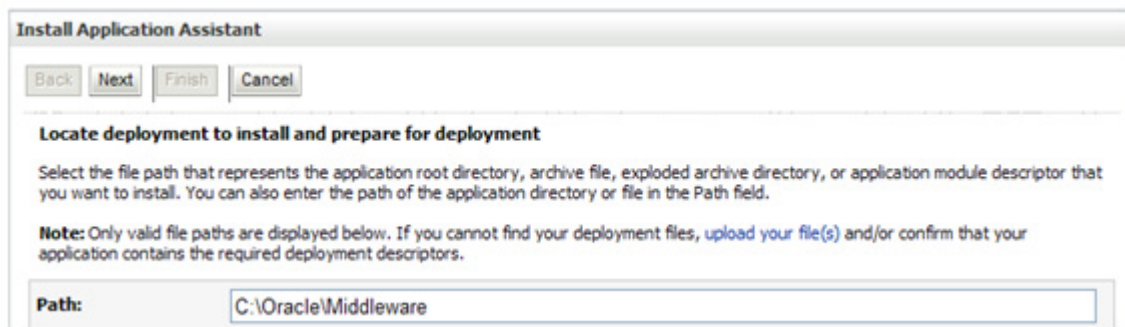 Install Application Assistant
Back Next Finish Cancel
Locate deployment to install and prepare for deployment
Select the file path that represents the application root directory, archive file, exploded archive directory, or application module descriptor that
you want to install. You can also enter the path of the application directory or file in the Path field.
Note: Only valid file paths are displayed below. If you cannot find your deployment files, upload your file(s) and/or confirm that your
application contains the required deployment descriptors.
Path: C:\Oracle\Middleware